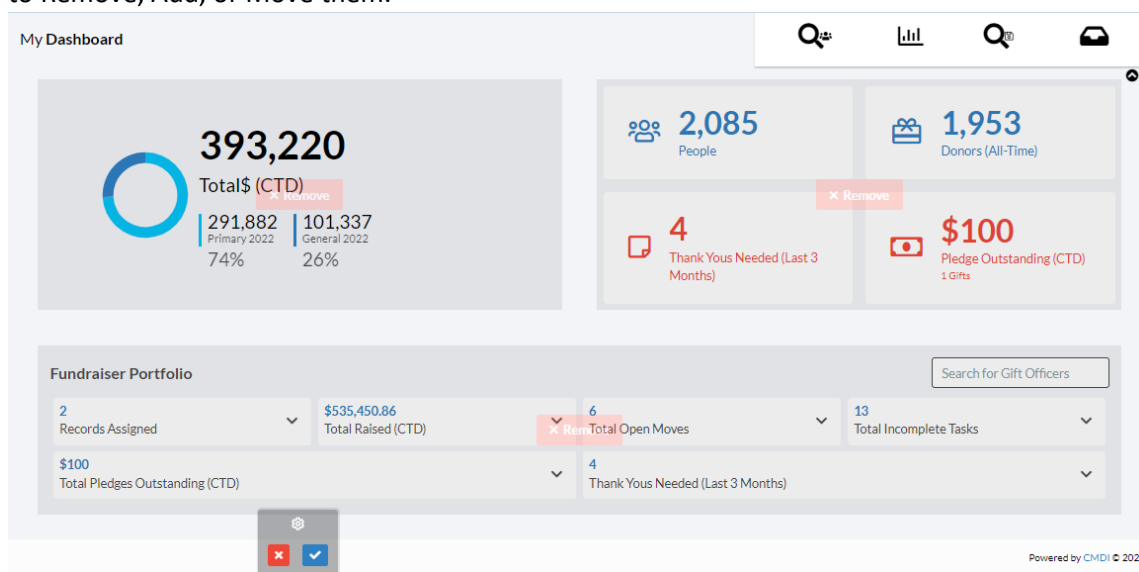 to Remove, Add, or Move them.
My Dashboard
393,220
Total$ (CTD)
× Remove
291,882
Primary 2022
74%
101,337
General 2022
26%
2,085
People
1,953
Donors (All-Time)
× Remove
4
Thank Yous Needed (Last 3
Months)
$100
Pledge Outstanding (CTD)
1 Gifts
Fundraiser Portfolio
Search for Gift Officers
2
Records Assigned
$535,450.86
Total Raised (CTD)
× Remove
6
Total Open Moves
13
Total Incomplete Tasks
$100
Total Pledges Outstanding (CTD)
4
Thank Yous Needed (Last 3 Months)
Powered by CMDI © 202